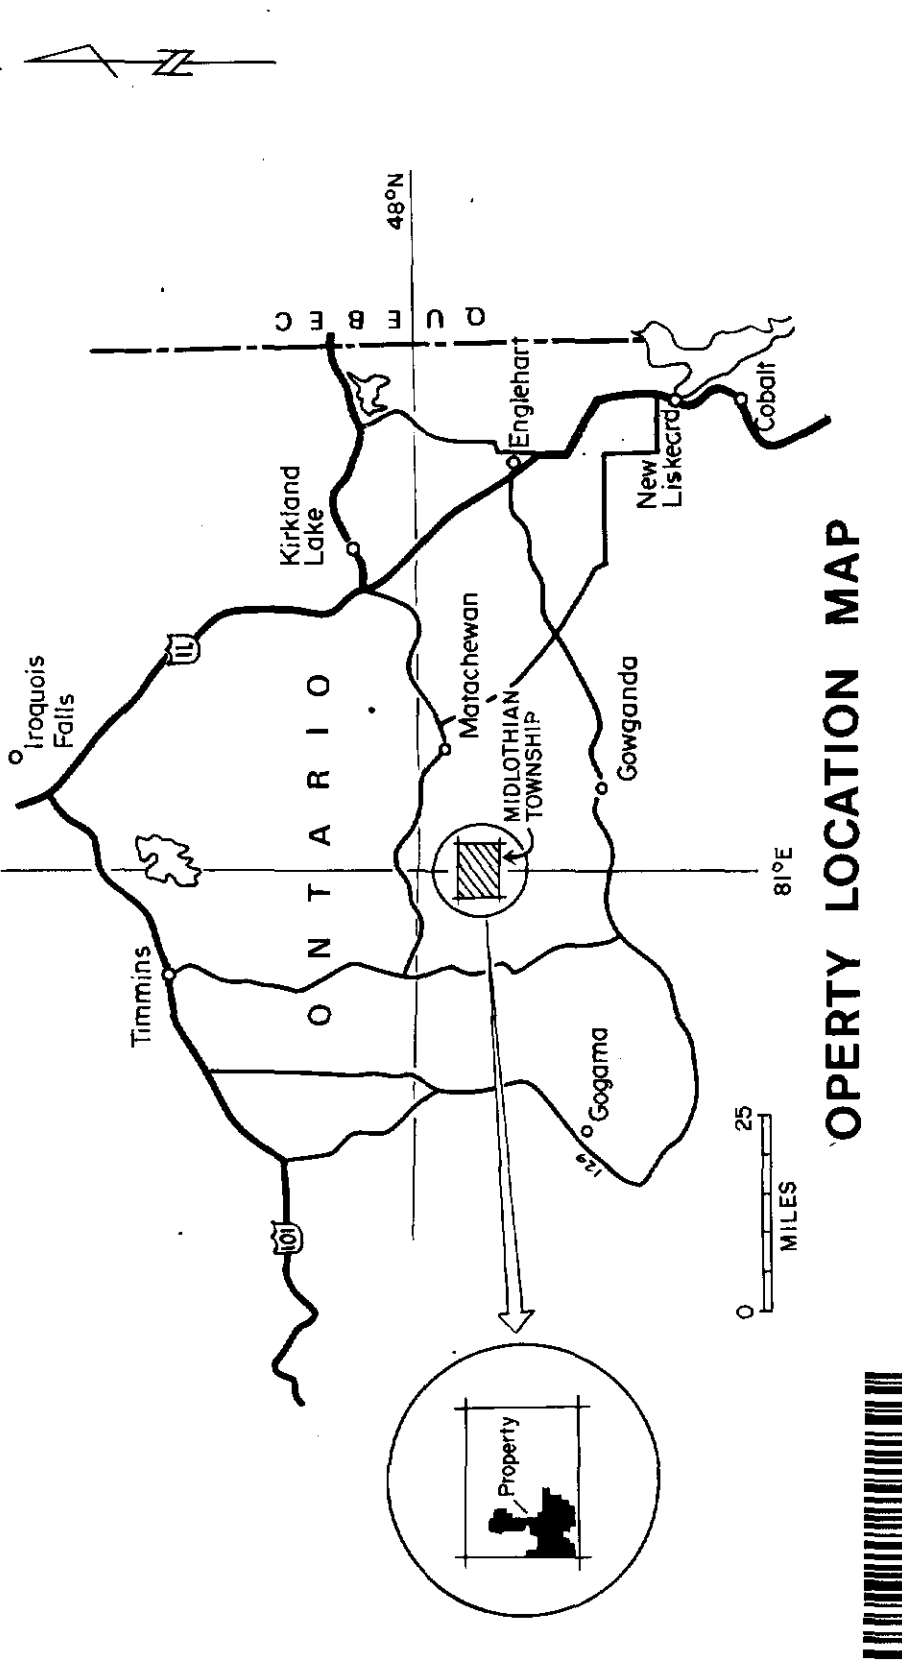 N
Iroquois
Falls
11
Timmins
101
Kirkland
Lake
QUEBEC
ONTARIO
48°N
Matachewan
Englehart
MIDLOTHIAN
TOWNSHIP
Gowganda
Gogama
129
New
Liskeard
Cobalt
81°E
Property
0 25
MILES
OPERTY LOCATION MAP